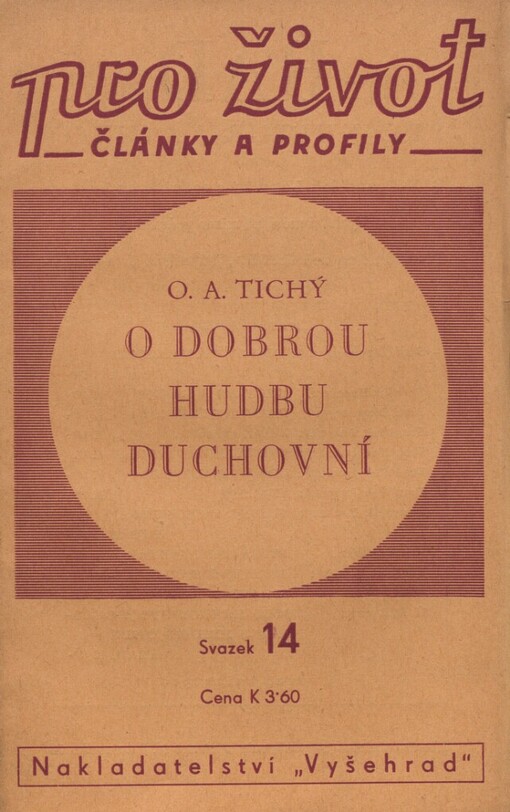 pro život
ČLÁNKY A PROFILY
O. A. TICHÝ
O DOBROU
HUDBU
DUCHOVNÍ
Svazek 14
Cena K 3·60
Nakladatelství „Vyšehrad"